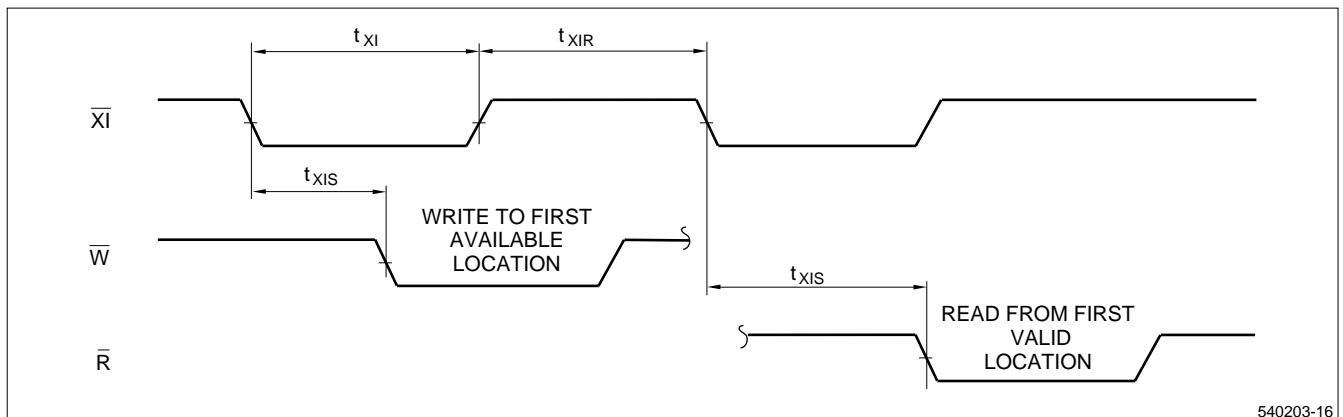 t XI
t XIR
XI
t XIS
WRITE TO FIRST
AVAILABLE
LOCATION
W
t XIS
READ FROM FIRST
VALID
LOCATION
R
540203-16